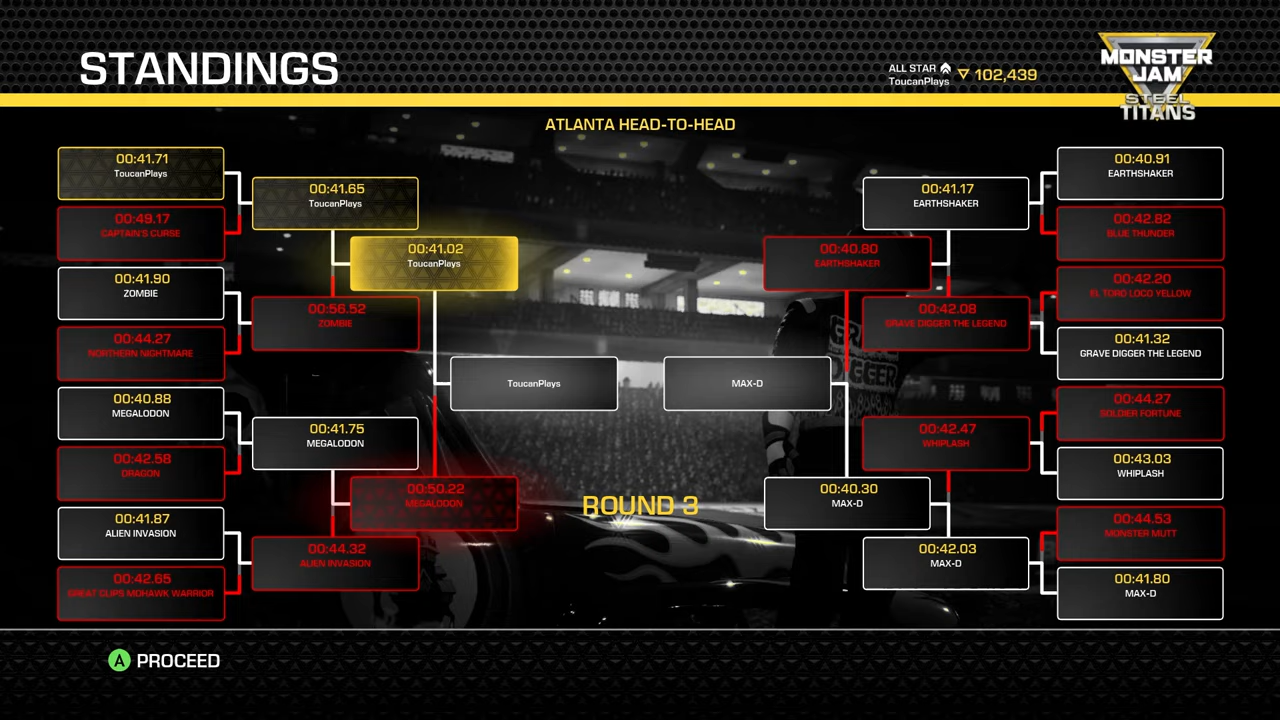 STANDINGS
ALL STAR
ToucanPlays
102,439
MONSTER
JAM
STEEL
TITANS
ATLANTA HEAD-TO-HEAD
00:41.71
ToucanPlays
00:49.17
CAPTAIN'S CURSE
00:41.90
ZOMBIE
00:44.27
NORTHERN NIGHTMARE
00:40.88
MEGALODON
00:42.58
DRAGON
00:41.87
ALIEN INVASION
00:42.65
GREAT CLIPS MOHAWK WARRIOR
00:41.65
ToucanPlays
00:56.52
ZOMBIE
00:41.75
MEGALODON
00:44.32
ALIEN INVASION
00:41.02
ToucanPlays
00:50.22
MEGALODON
ToucanPlays
MAX-D
ROUND 3
00:40.80
EARTHSHAKER
00:40.30
MAX-D
00:41.17
EARTHSHAKER
00:42.08
GRAVE DIGGER THE LEGEND
00:42.47
WHIPLASH
00:42.03
MAX-D
00:40.91
EARTHSHAKER
00:42.82
BLUE THUNDER
00:42.20
EL TORO LOCO YELLOW
00:41.32
GRAVE DIGGER THE LEGEND
00:44.27
SOLDIER FORTUNE
00:43.03
WHIPLASH
00:44.53
MONSTER MUTT
00:41.80
MAX-D
A PROCEED